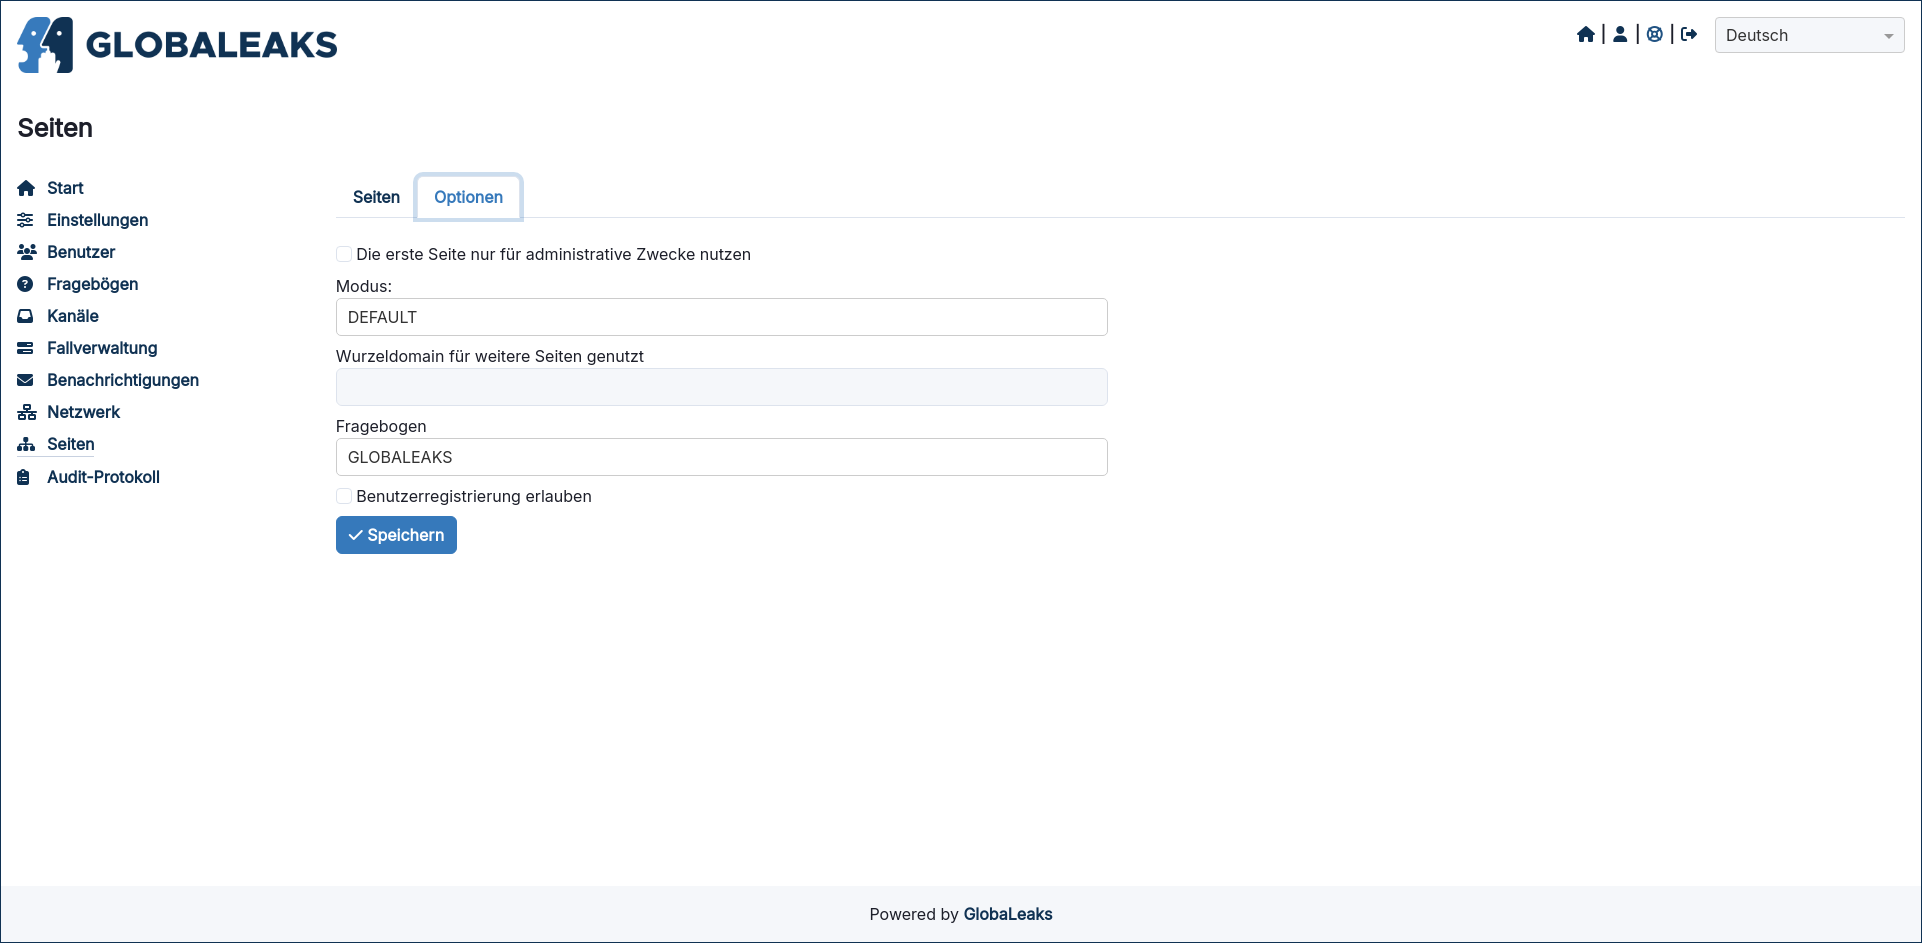 GLOBALEAKS
Deutsch
Seiten
Start
Einstellungen
Benutzer
Fragebögen
Kanäle
Fallverwaltung
Benachrichtigungen
Netzwerk
Seiten
Audit-Protokoll
Seiten Optionen
Die erste Seite nur für administrative Zwecke nutzen
Modus:
DEFAULT
Wurzeldomain für weitere Seiten genutzt
Fragebogen
GLOBALEAKS
Benutzerregistrierung erlauben
Speichern
Powered by GlobaLeaks